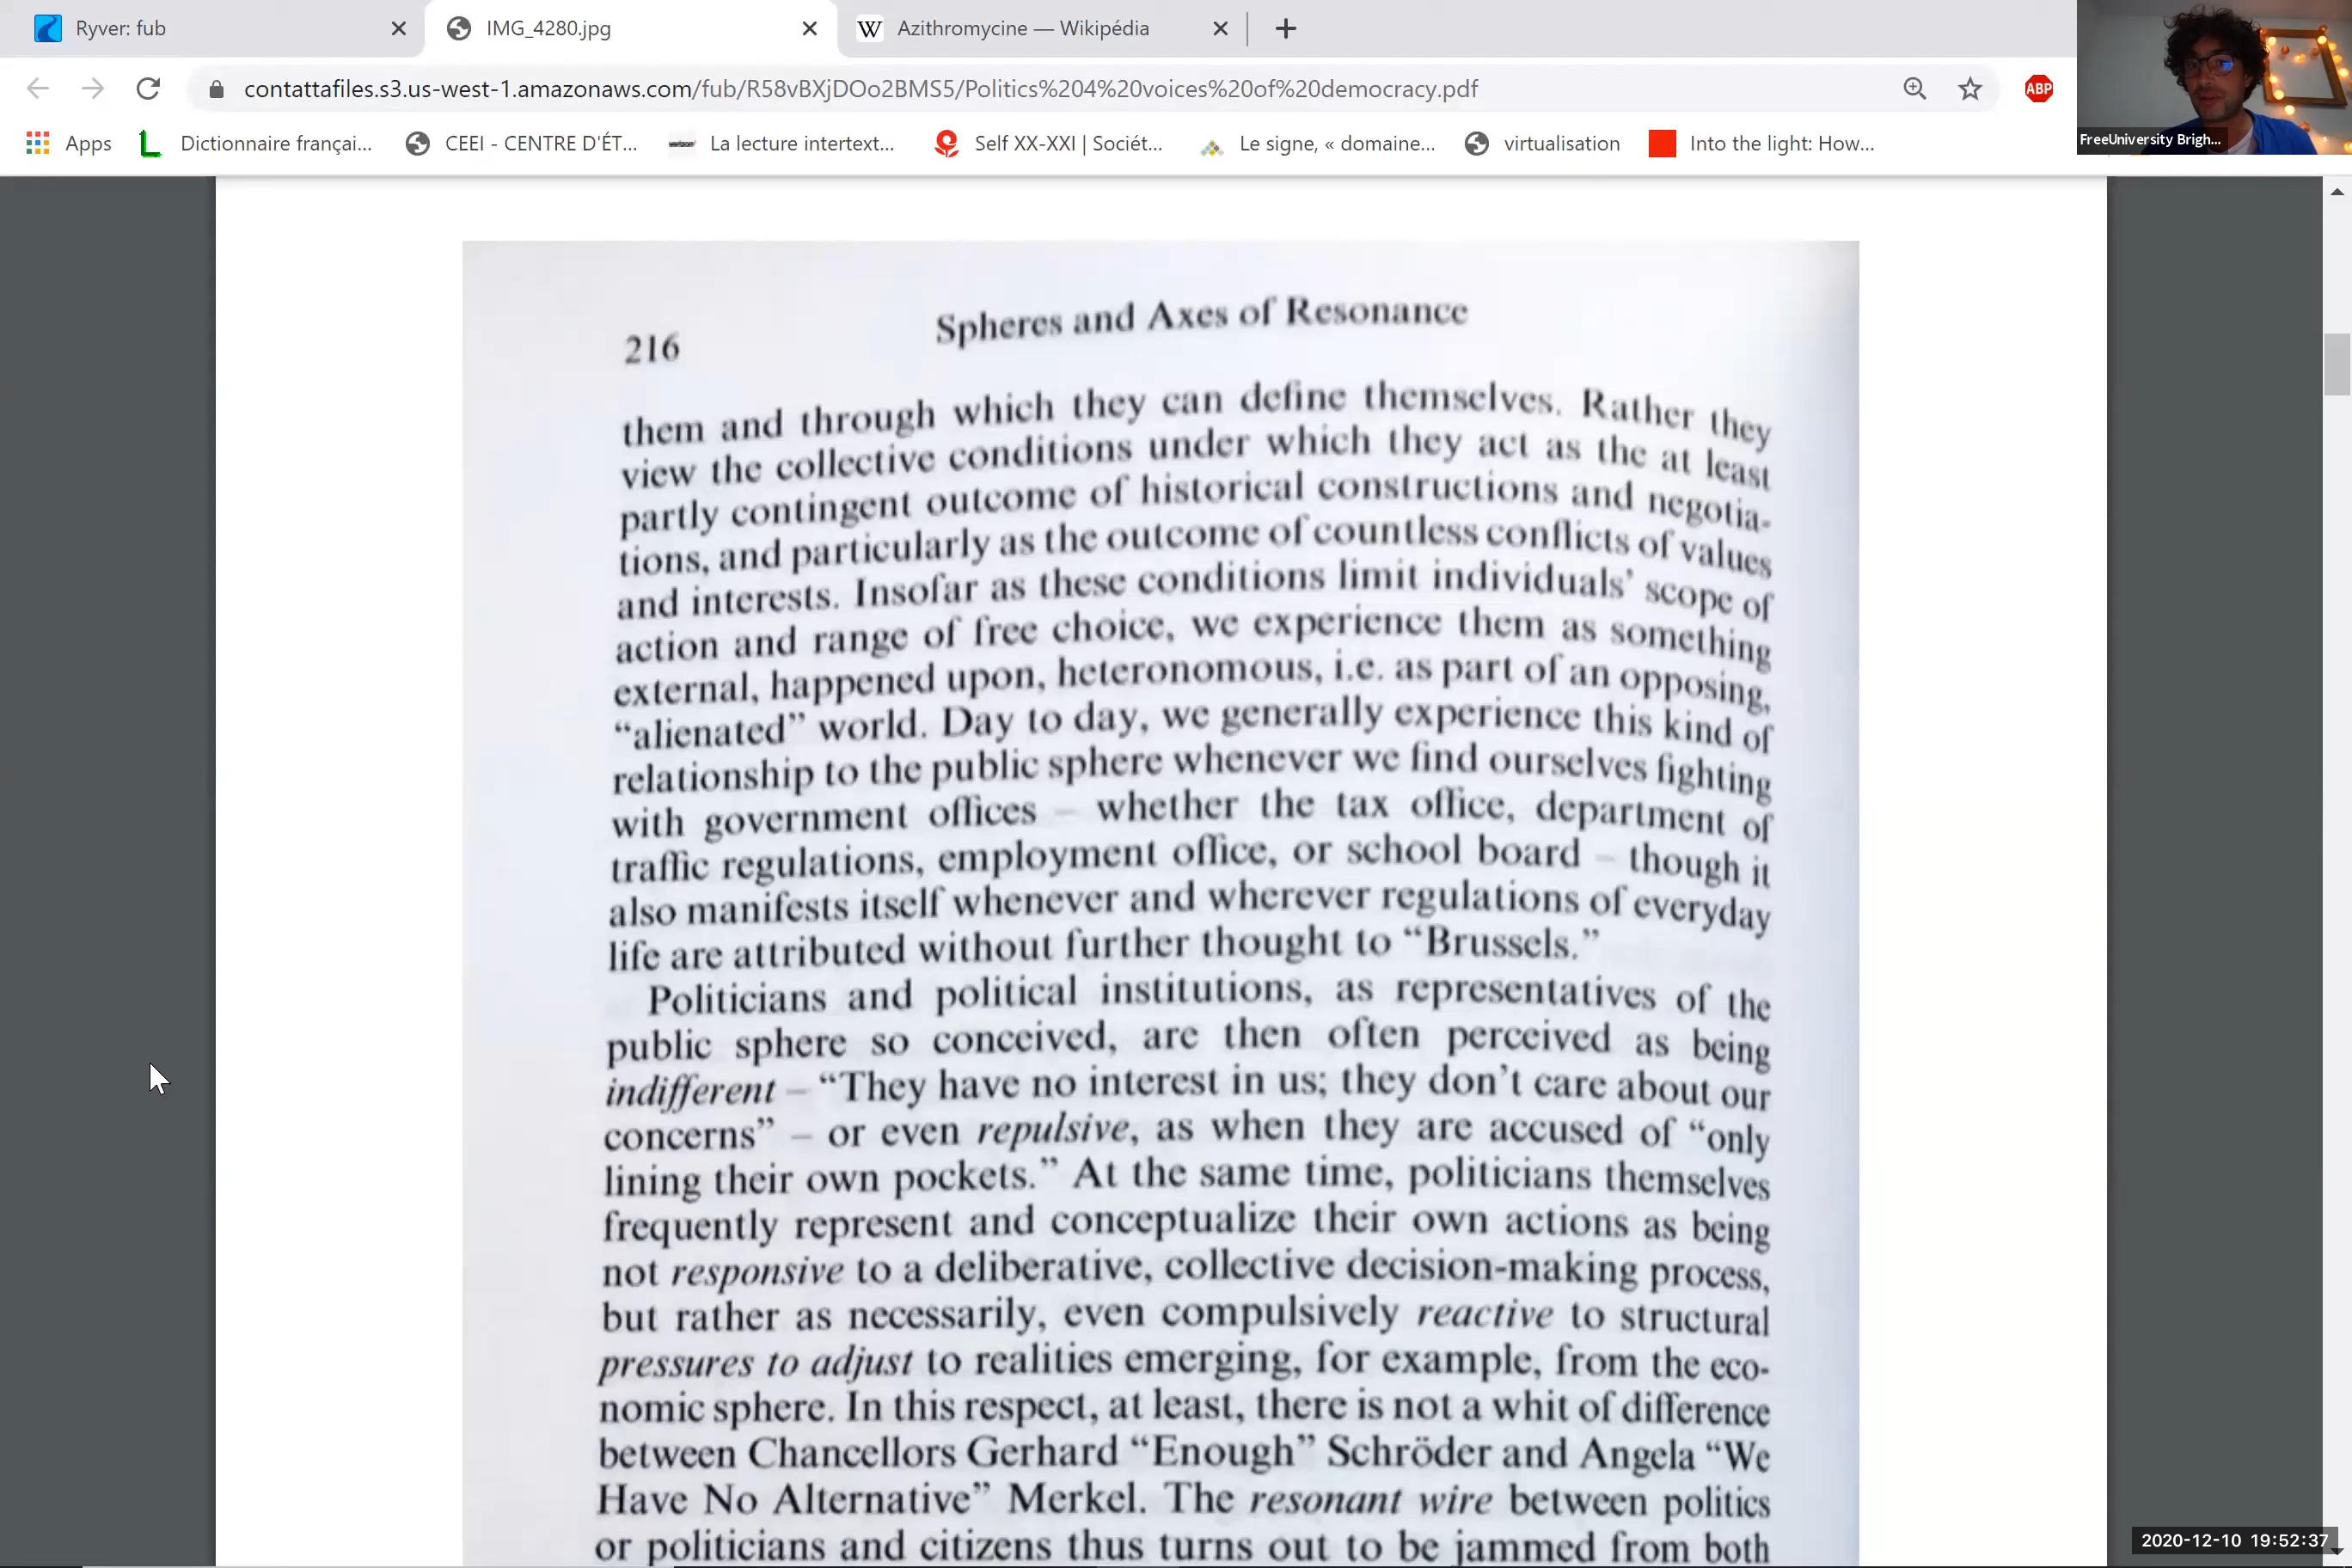 Ryver: fub
IMG_4280.jpg
Azithromycine — Wikipédia
contattafiles.s3.us-west-1.amazonaws.com/fub/R58vBXjDOo2BMS5/Politics%204%20voices%20of%20democracy.pdf
ABP
Apps
Dictionnaire françai...
CEEI - CENTRE D'ÉT...
La lecture intertext...
Self XX-XXI | Sociét...
Le signe, « domaine...
virtualisation
Into the light: How...
FreeUniversity Brigh...
216
Spheres and Axes of Resonance
them and through which they can define themselves. Rather they
view the collective conditions under which they act as the at least
partly contingent outcome of historical constructions and negotia-
tions, and particularly as the outcome of countless conflicts of values
and interests. Insofar as these conditions limit individuals' scope of
action and range of free choice, we experience them as something
external, happened upon, heteronomous, i.e. as part of an opposing,
“alienated” world. Day to day, we generally experience this kind of
relationship to the public sphere whenever we find ourselves fighting
with government offices – whether the tax office, department of
traffic regulations, employment office, or school board – though it
also manifests itself whenever and wherever regulations of everyday
life are attributed without further thought to “Brussels.”
Politicians and political institutions, as representatives of the
public sphere so conceived, are then often perceived as being
indifferent – “They have no interest in us; they don't care about our
concerns” – or even repulsive, as when they are accused of “only
lining their own pockets.” At the same time, politicians themselves
frequently represent and conceptualize their own actions as being
not responsive to a deliberative, collective decision-making process,
but rather as necessarily, even compulsively reactive to structural
pressures to adjust to realities emerging, for example, from the eco-
nomic sphere. In this respect, at least, there is not a whit of difference
between Chancellors Gerhard “Enough” Schröder and Angela “We
Have No Alternative” Merkel. The resonant wire between politics
or politicians and citizens thus turns out to be jammed from both
2020-12-10 19:52:37